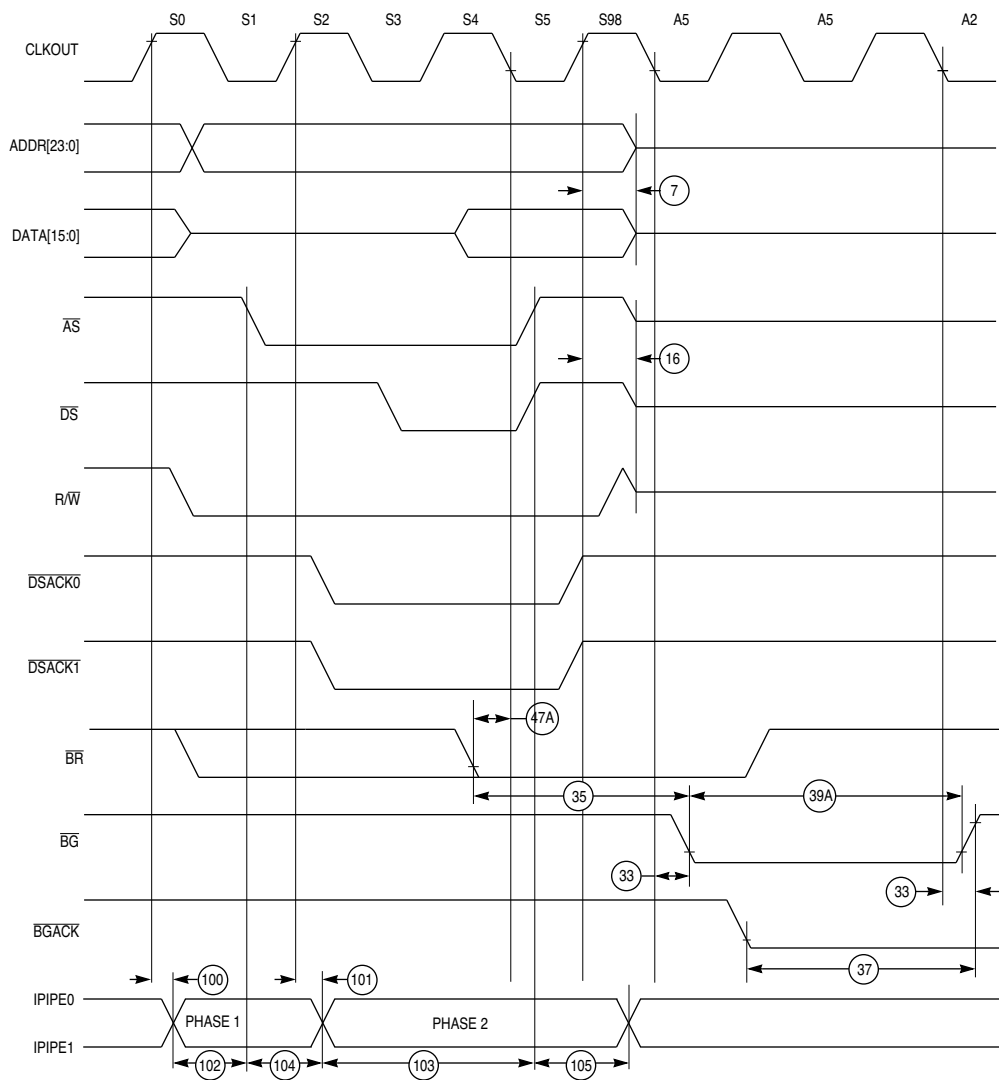 S0 S1 S2 S3 S4 S5 S98 A5 A5 A2
CLKOUT
ADDR[23:0]
7
DATA[15:0]
AS
16
DS
R/W
DSACK0
DSACK1
47A
BR
35 39A
BG
33 33
BGACK
37
100 101
IPIPE0
PHASE 1 PHASE 2
IPIPE1
102 104 103 105